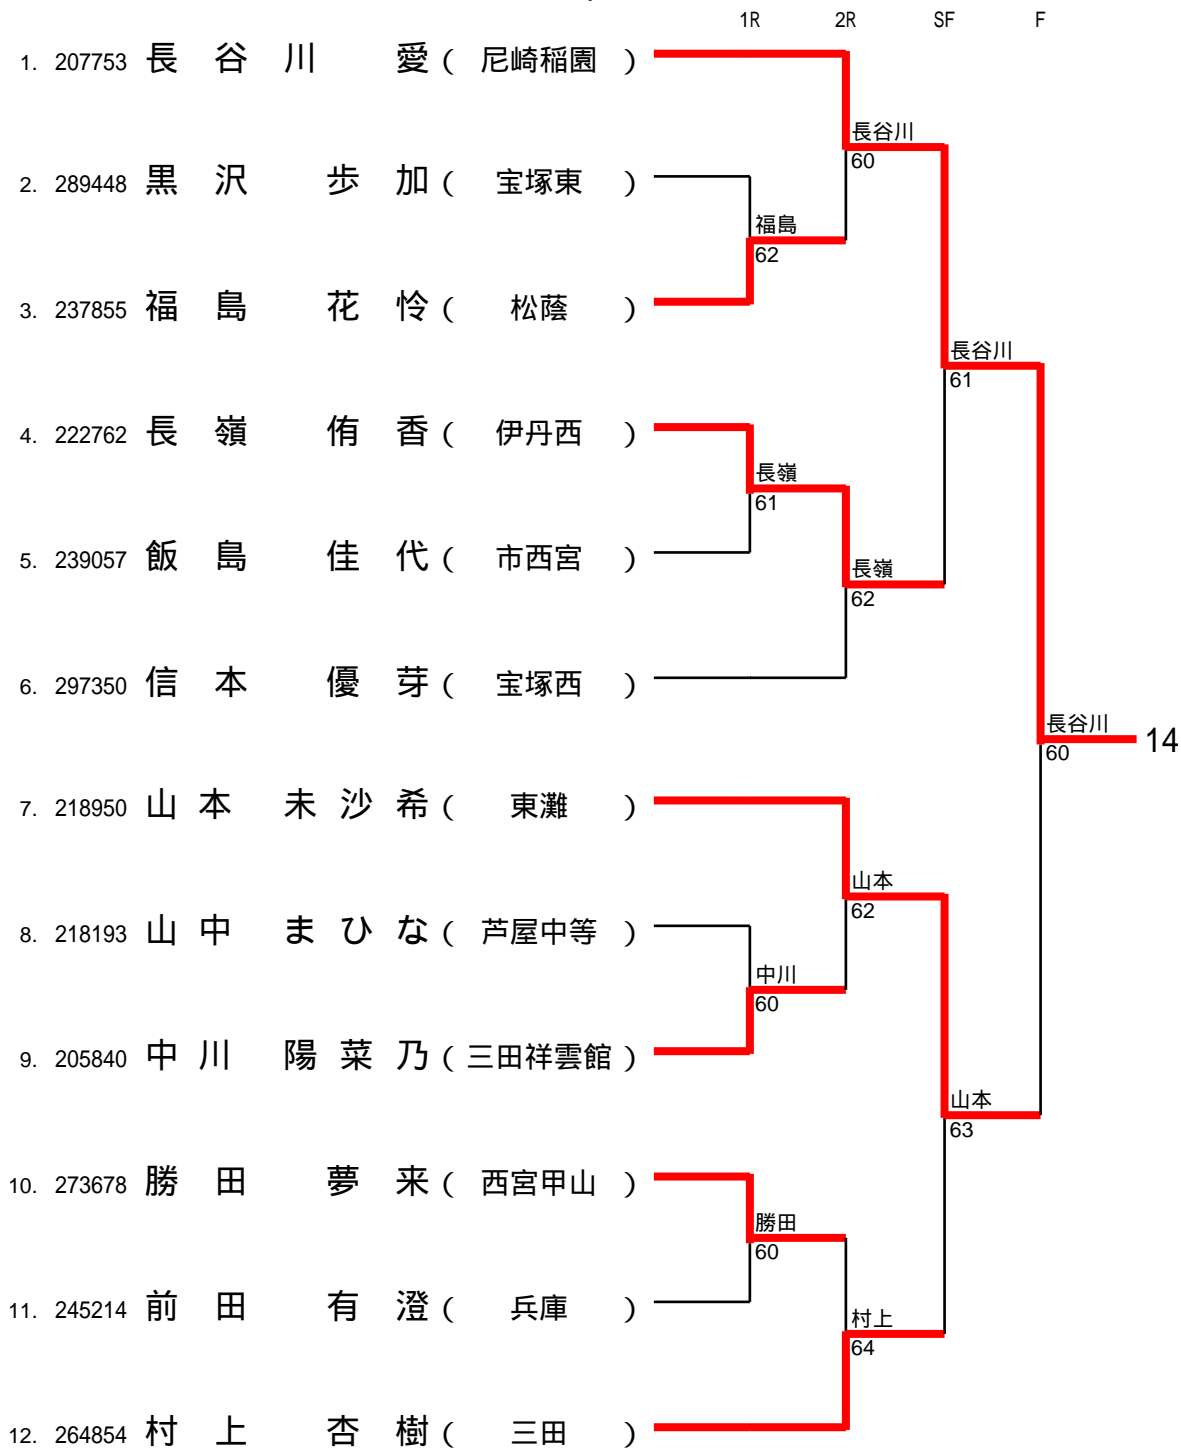 1R 2R SF F
1. 207753 長谷川 愛 ( 尼崎稲園 )
長谷川
60
2. 289448 黒沢 歩加 ( 宝塚東 )
福島
62
3. 237855 福島 花怜 ( 松蔭 )
長谷川
61
4. 222762 長嶺 侑香 ( 伊丹西 )
長嶺
61
5. 239057 飯島 佳代 ( 市西宮 )
長嶺
62
6. 297350 信本 優芽 ( 宝塚西 )
長谷川
60
14
7. 218950 山本 未沙希 ( 東灘 )
山本
62
8. 218193 山中 まひな ( 芦屋中等 )
中川
60
9. 205840 中川 陽菜乃 ( 三田祥雲館 )
山本
63
10. 273678 勝田 夢来 ( 西宮甲山 )
勝田
60
11. 245214 前田 有澄 ( 兵庫 )
村上
64
12. 264854 村上 杏樹 ( 三田 )